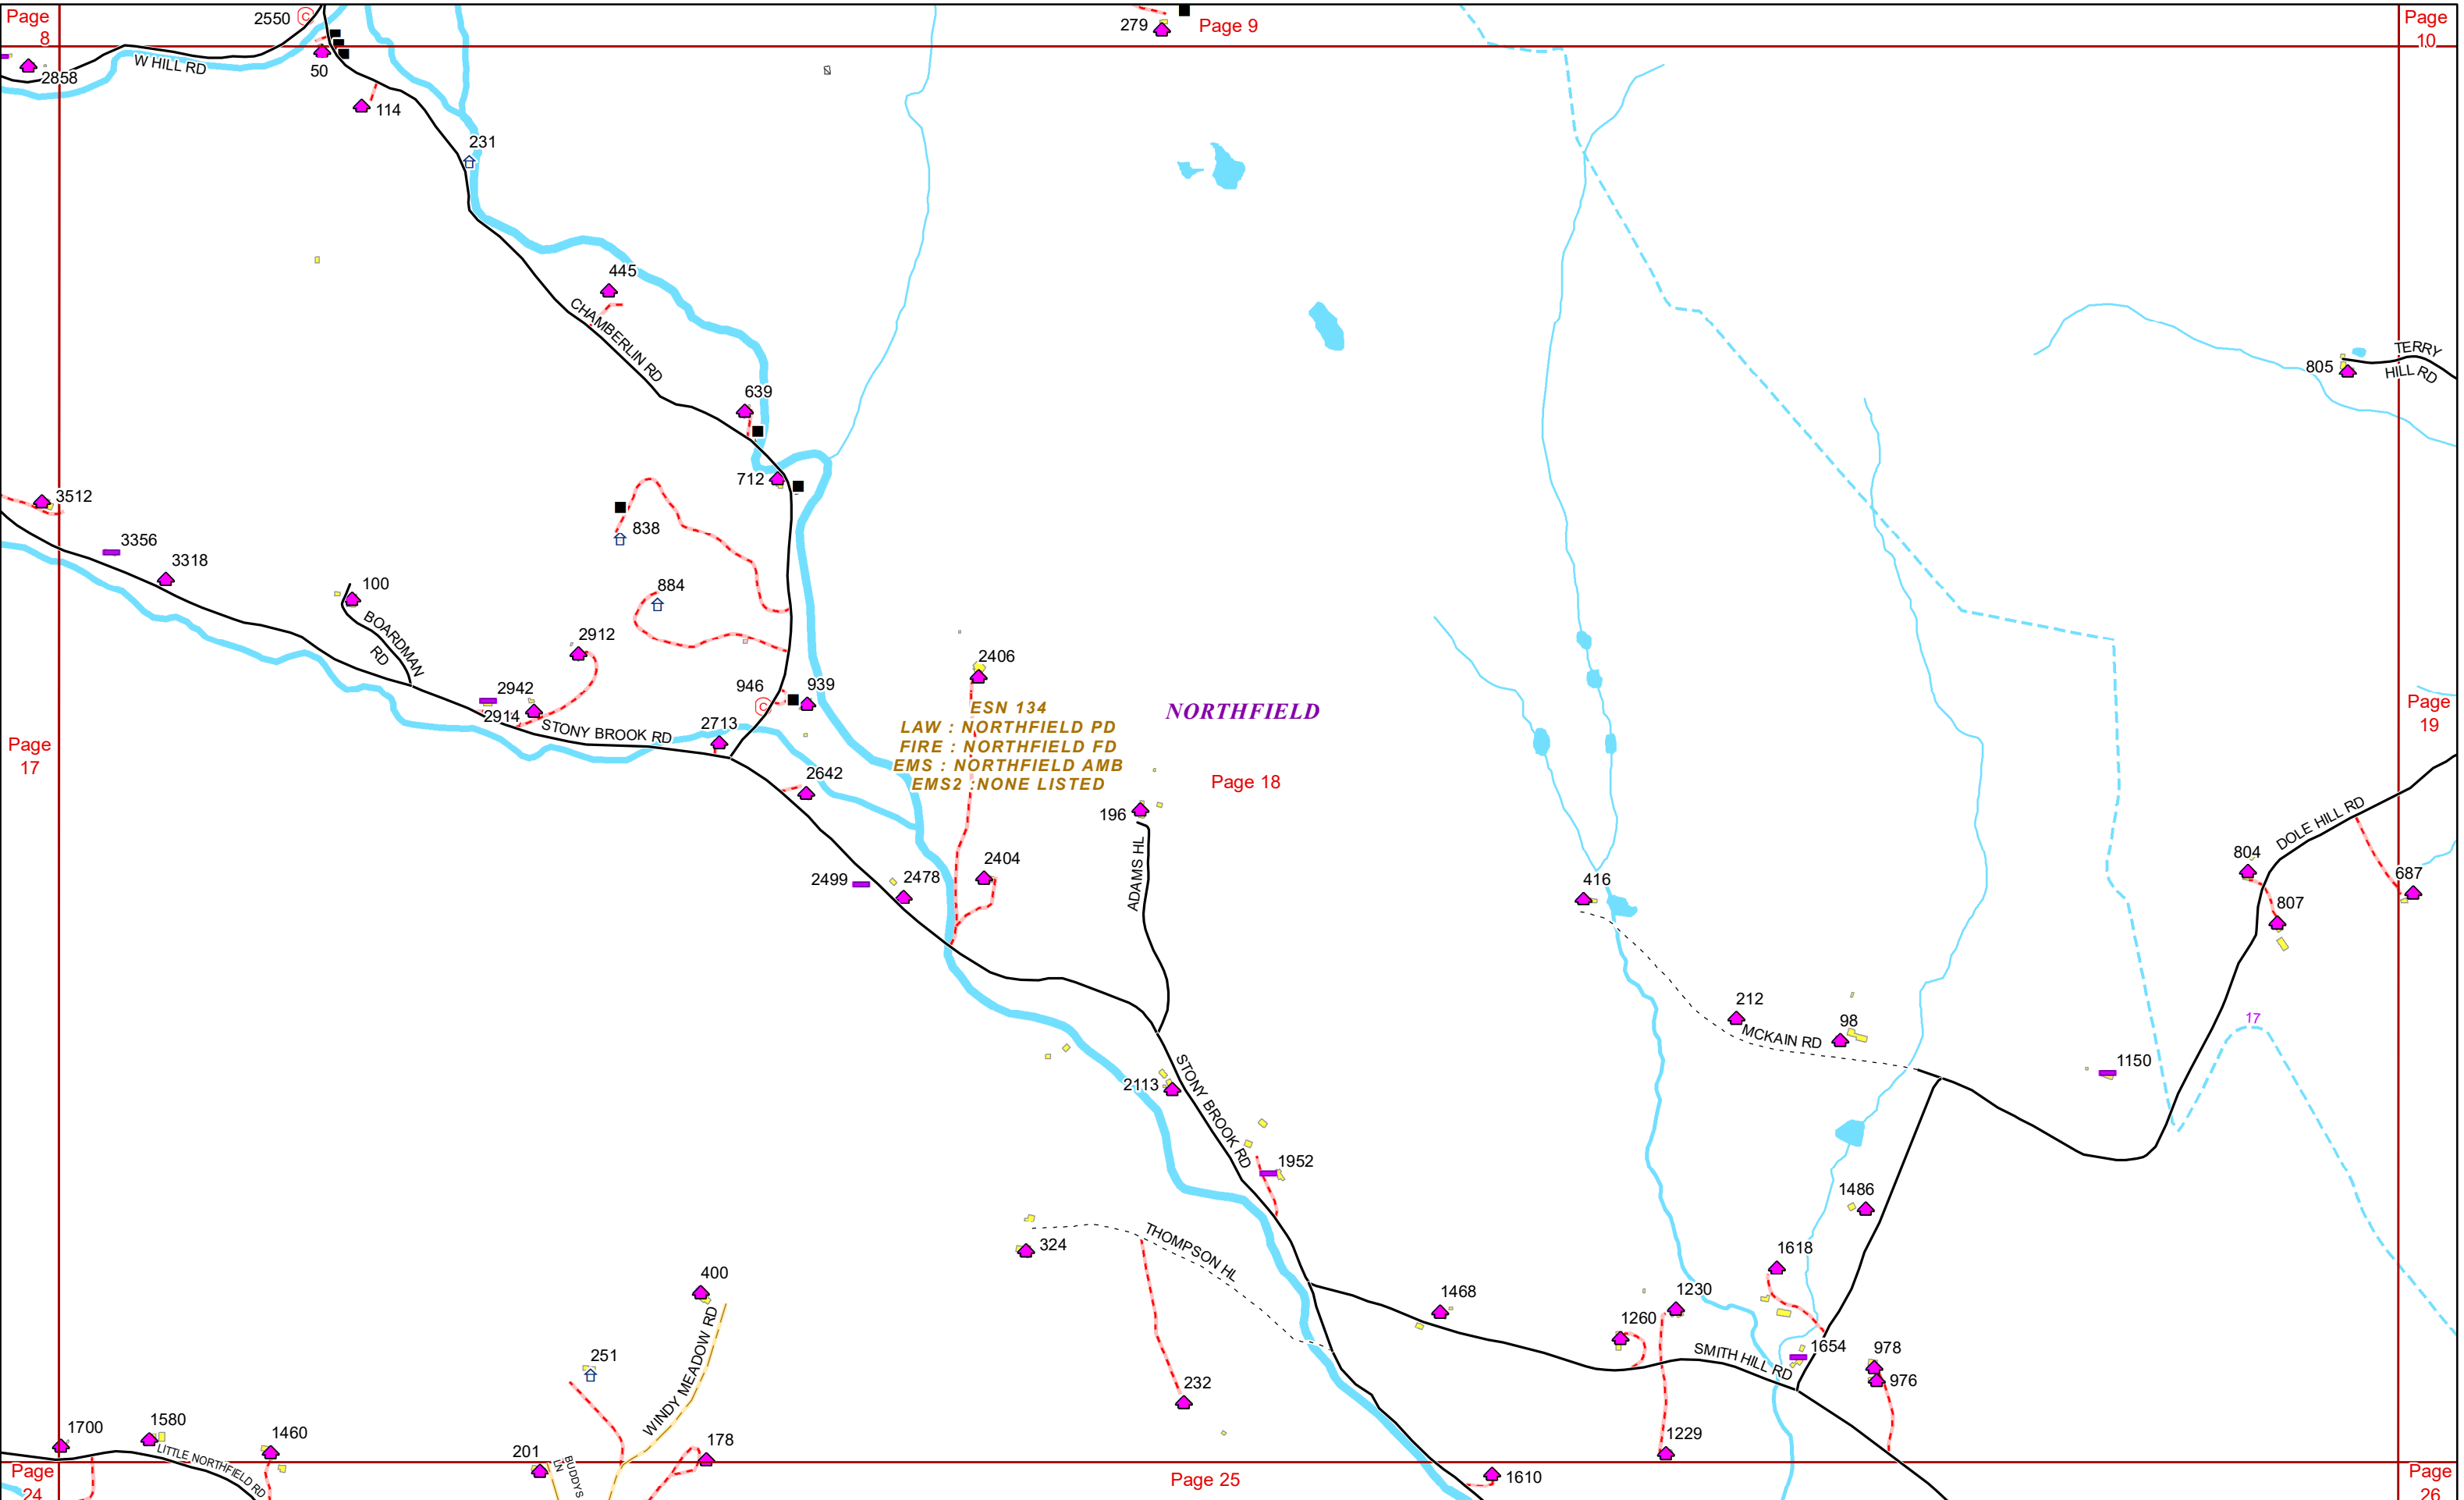 Page
8
2550
C
279
Page 9
Page
10
W HILL RD
2858
50
114
231
445
CHAMBERLIN RD
TERRY
HILL RD
805
639
712
3512
838
3356
3318
100
884
BOARDMAN
RD
2912
2406
2942
946
C
939
2914
STONY BROOK RD
2713
ESN 134
LAW : NORTHFIELD PD
FIRE : NORTHFIELD FD
EMS : NORTHFIELD AMB
EMS2 :NONE LISTED
NORTHFIELD
Page
19
Page
17
2642
Page 18
196
ADAMS HL
DOLE HILL RD
804
2404
2499
2478
416
687
807
212
MCKAIN RD
98
17
1150
2113
STONY BROOK RD
1952
1486
324
THOMPSON HL
1618
400
1468
1230
1260
WINDY MEADOW RD
251
SMITH HILL RD
1654
978
976
232
1700
1580
1460
LITTLE NORTHFIELD RD
201
BUDDYS
LN
178
1229
Page
24
Page 25
1610
Page
26